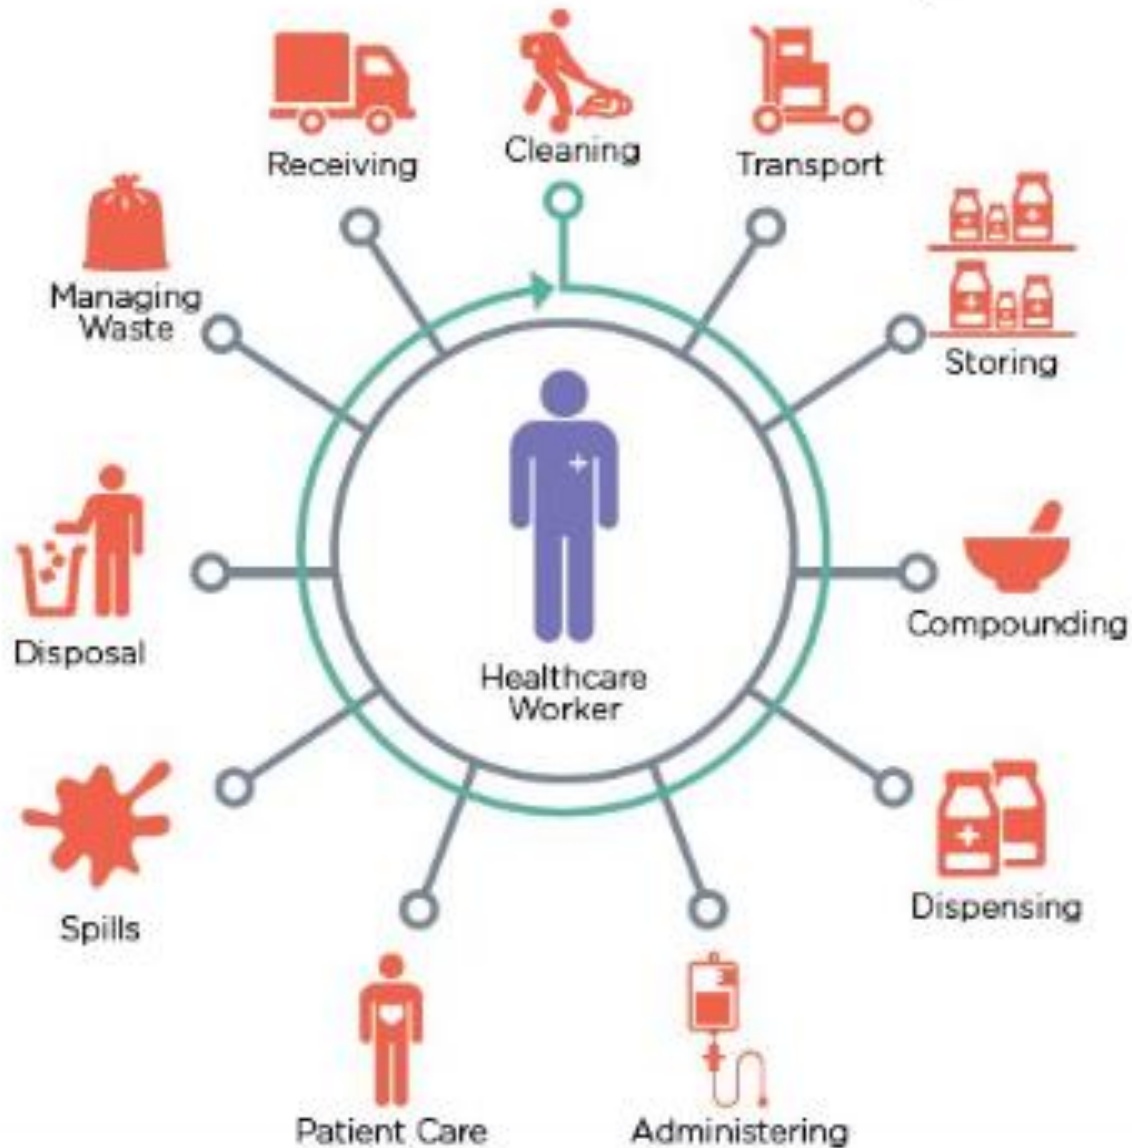 Receiving
Cleaning
Transport
Managing
Waste
Storing
Disposal
Compounding
Healthcare
Worker
Spills
Dispensing
Patient Care
Administering